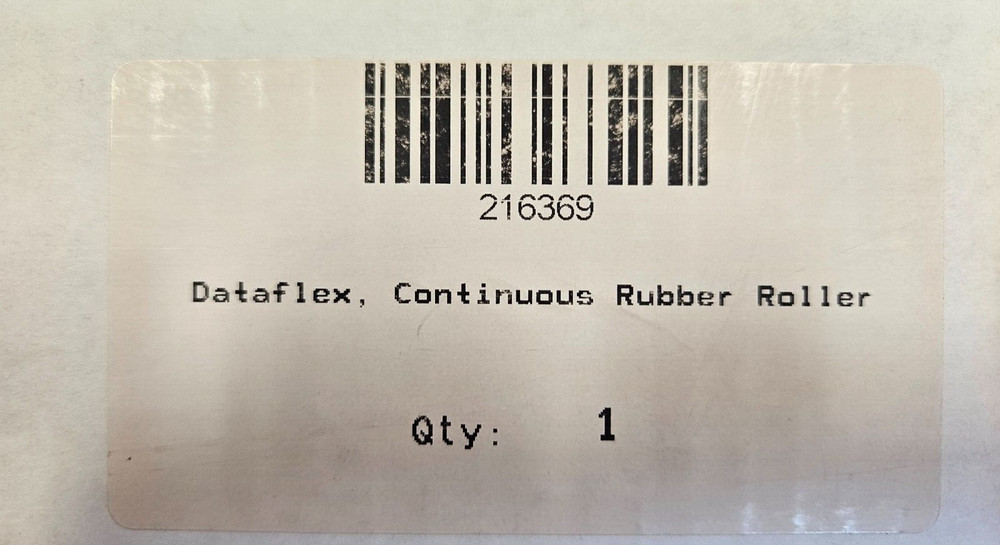 216369
Dataflex, Continuous Rubber Roller
Qty: 1